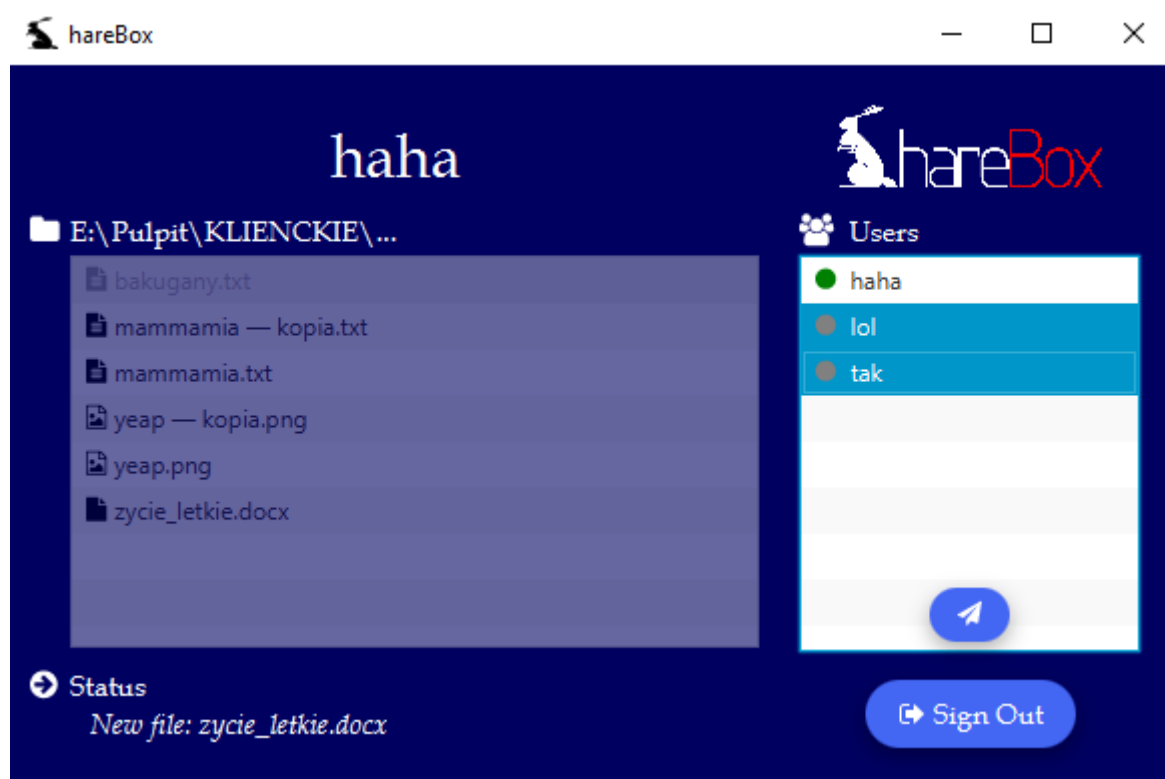 hareBox
haha
hareBox
E:\Pulpit\KLIENCKIE\...
Users
bakugany.txt
mammamia — kopia.txt
mammamia.txt
yeap — kopia.png
yeap.png
zycie_letkie.docx
haha
lol
tak
Status
New file: zycie_letkie.docx
Sign Out